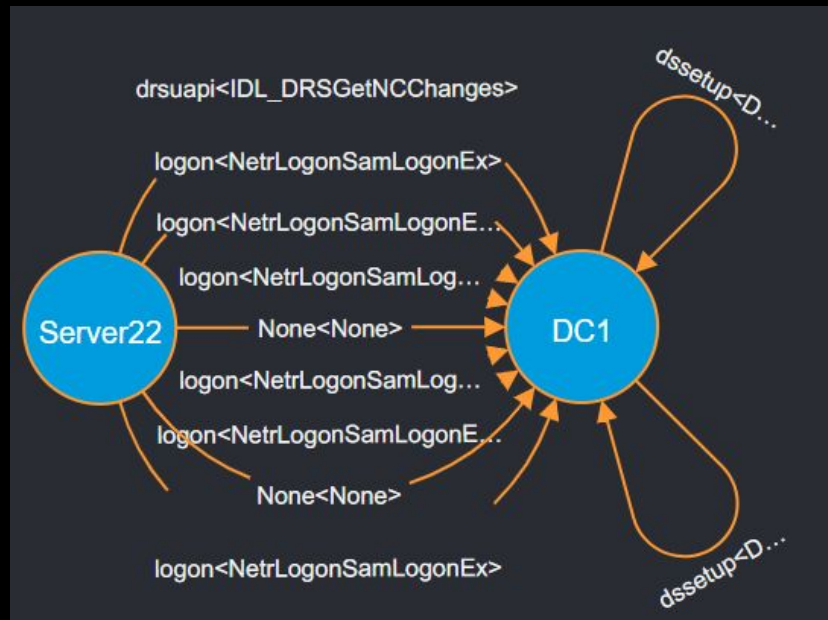 drsuapi<IDL_DRSGetNCChanges>
dssetup<D...
logon<NetrLogonSamLogonEx>
logon<NetrLogonSamLogonE...
logon<NetrLogonSamLog...
Server22
None<None>
DC1
logon<NetrLogonSamLog...
logon<NetrLogonSamLogonE...
None<None>
logon<NetrLogonSamLogonEx>
dssetup<D...